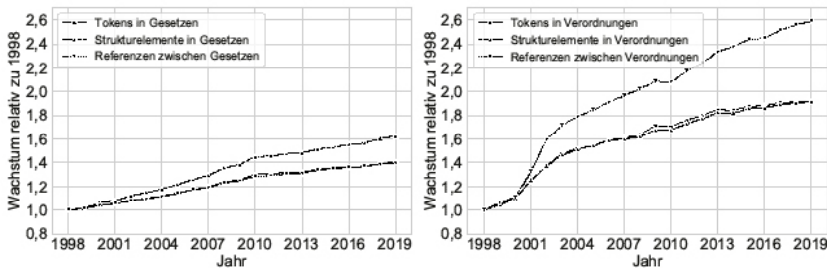 2,6
2,4
2,2
2,0
1,8
1,6
1,4
1,2
1,0
0,8
Wachstum relativ zu 1998
Tokens in Gesetzen
Strukturelemente in Gesetzen
Referenzen zwischen Gesetzen
1998 2001 2004 2007 2010 2013 2016 2019
Jahr
2,6
2,4
2,2
2,0
1,8
1,6
1,4
1,2
1,0
0,8
Wachstum relativ zu 1998
Tokens in Verordnungen
Strukturelemente in Verordnungen
Referenzen zwischen Verordnungen
1998 2001 2004 2007 2010 2013 2016 2019
Jahr